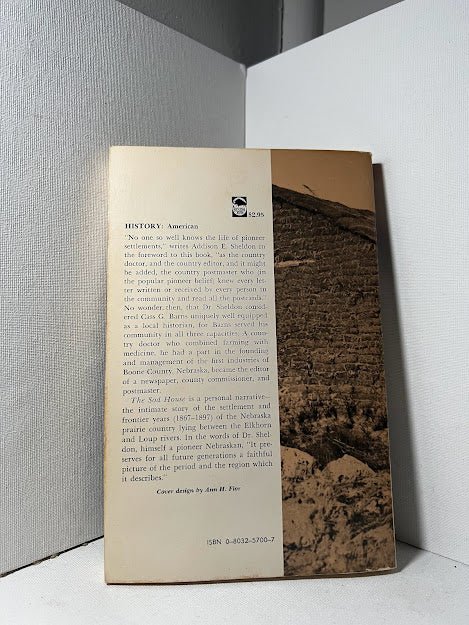 $2.95
HISTORY: American
"No one so well knows the life of pioneer
settlements," writes Addison E. Sheldon in
the foreword to this book, "as the country
doctor, and the country editor, and it might
be added, the country postmaster who (in
the popular pioneer belief) knew every let-
ter written or received by every person in
the community and read all the postcards."
No wonder, then, that Dr. Sheldon consid-
ered Cass G. Barns uniquely well equipped
as a local historian, for Barns served his
community in all three capacities. A coun-
try doctor who combined farming with
medicine, he had a part in the founding
and management of the first industries of
Boone County, Nebraska, became the editor
of a newspaper, county commissioner, and
postmaster.
The Sod House is a personal narrative—
the intimate story of the settlement and
frontier years (1867–1897) of the Nebraska
prairie country lying between the Elkhorn
and Loup rivers. In the words of Dr. Shel-
don, himself a pioneer Nebraskan, "It pre-
serves for all future generations a faithful
picture of the period and the region which
it describes."
Cover design by Ann H.
ISBN 0-8032-5700-7